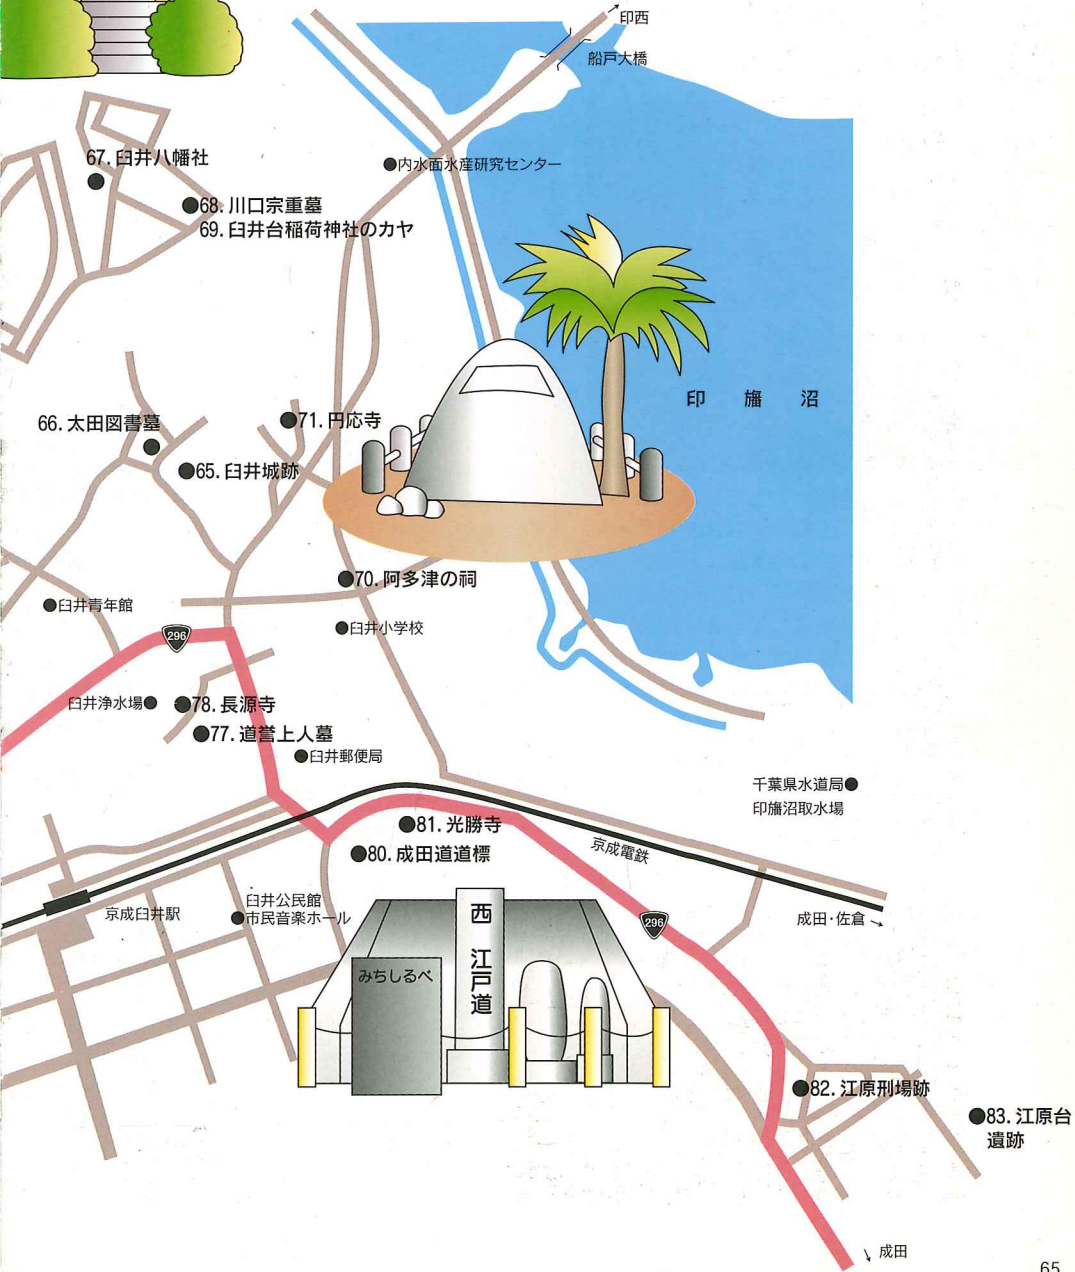 印西
船戸大橋
67. 臼井八幡社
内水面水産研究センター
68. 川口宗重墓
69. 臼井台稲荷神社のカヤ
印旛沼
66. 太田図書墓
71. 円応寺
65. 臼井城跡
70. 阿多津の祠
臼井青年館
臼井小学校
296
臼井浄水場
78. 長源寺
77. 道誉上人墓
臼井郵便局
千葉県水道局
印旛沼取水場
81. 光勝寺
80. 成田道道標
京成電鉄
京成臼井駅
臼井公民館
市民音楽ホール
296
成田・佐倉
西 江戸道
みちしるべ
82. 江原刑場跡
83. 江原台
遺跡
成田
65